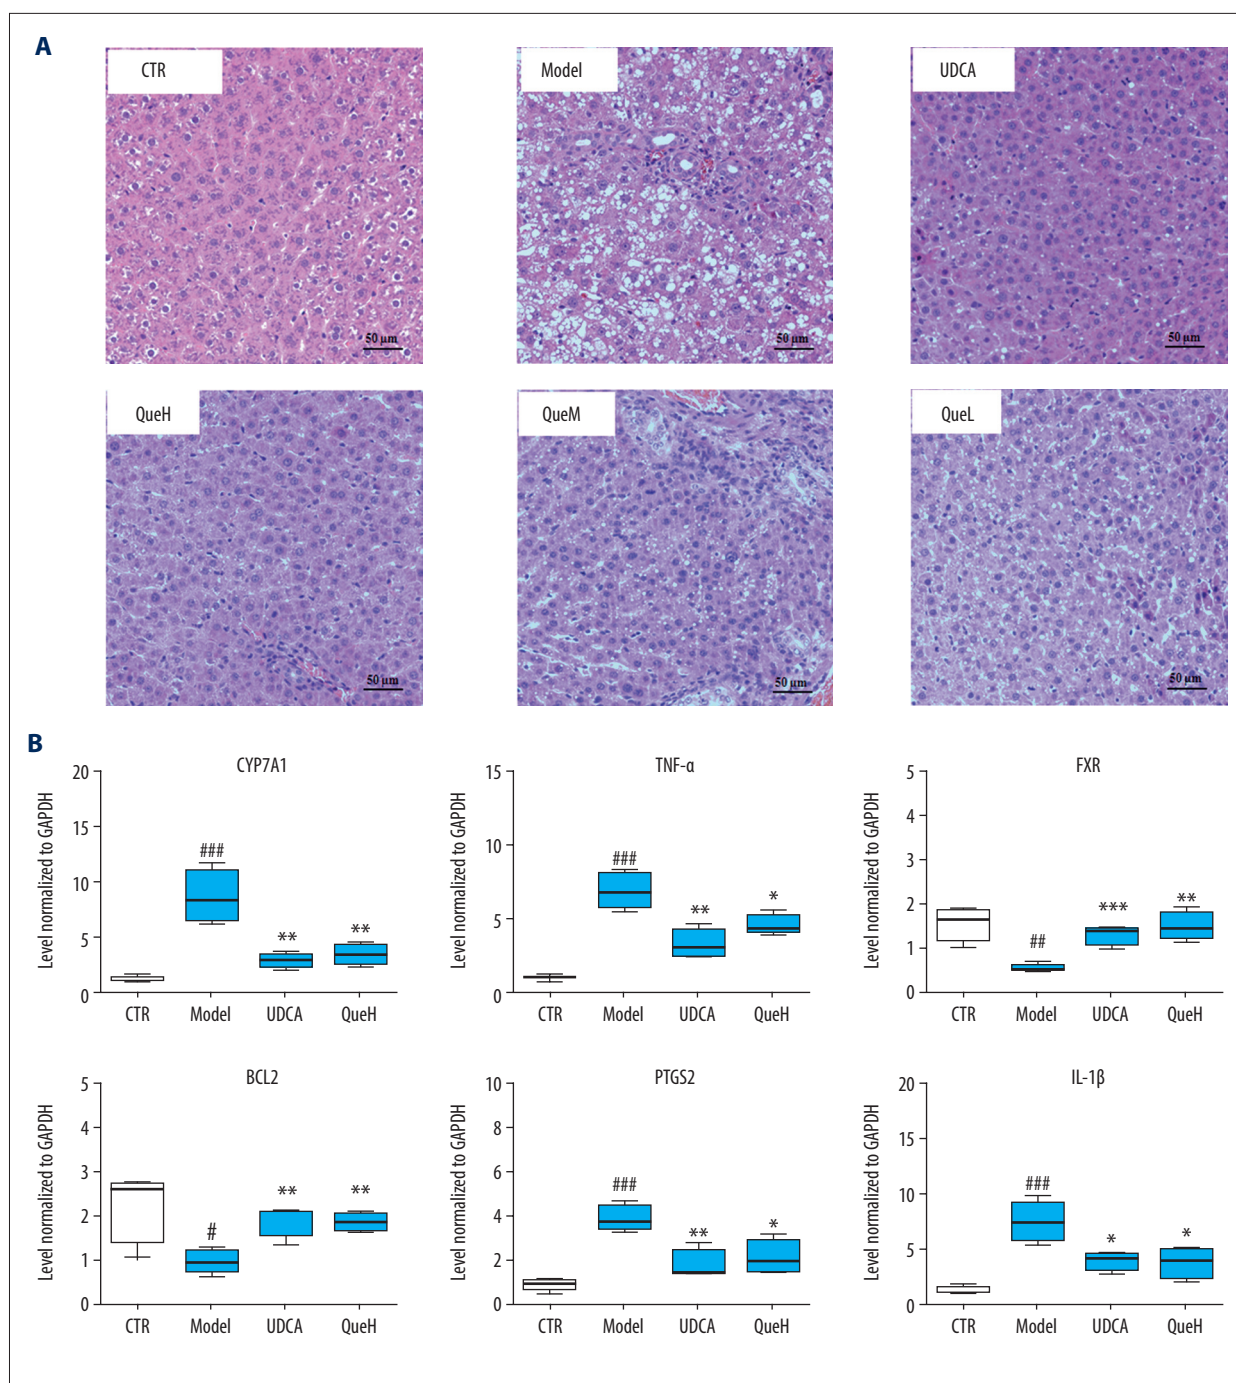 A
CTR
Model
UDCA
50 µm
50 µm
50 µm
QueH
QueM
QueL
50 µm
50 µm
50 µm
B
CYP7A1
Level normalized to GAPDH
20
15
10
5
0
###
**
**
CTR
Model
UDCA
QueH
TNF-α
Level normalized to GAPDH
15
10
5
0
###
**
*
CTR
Model
UDCA
QueH
FXR
Level normalized to GAPDH
5
4
3
2
1
0
##
***
**
CTR
Model
UDCA
QueH
BCL2
Level normalized to GAPDH
5
4
3
2
1
0
#
**
**
CTR
Model
UDCA
QueH
PTGS2
Level normalized to GAPDH
10
8
6
4
2
0
###
**
*
CTR
Model
UDCA
QueH
IL-1β
Level normalized to GAPDH
20
15
10
5
0
###
*
*
CTR
Model
UDCA
QueH